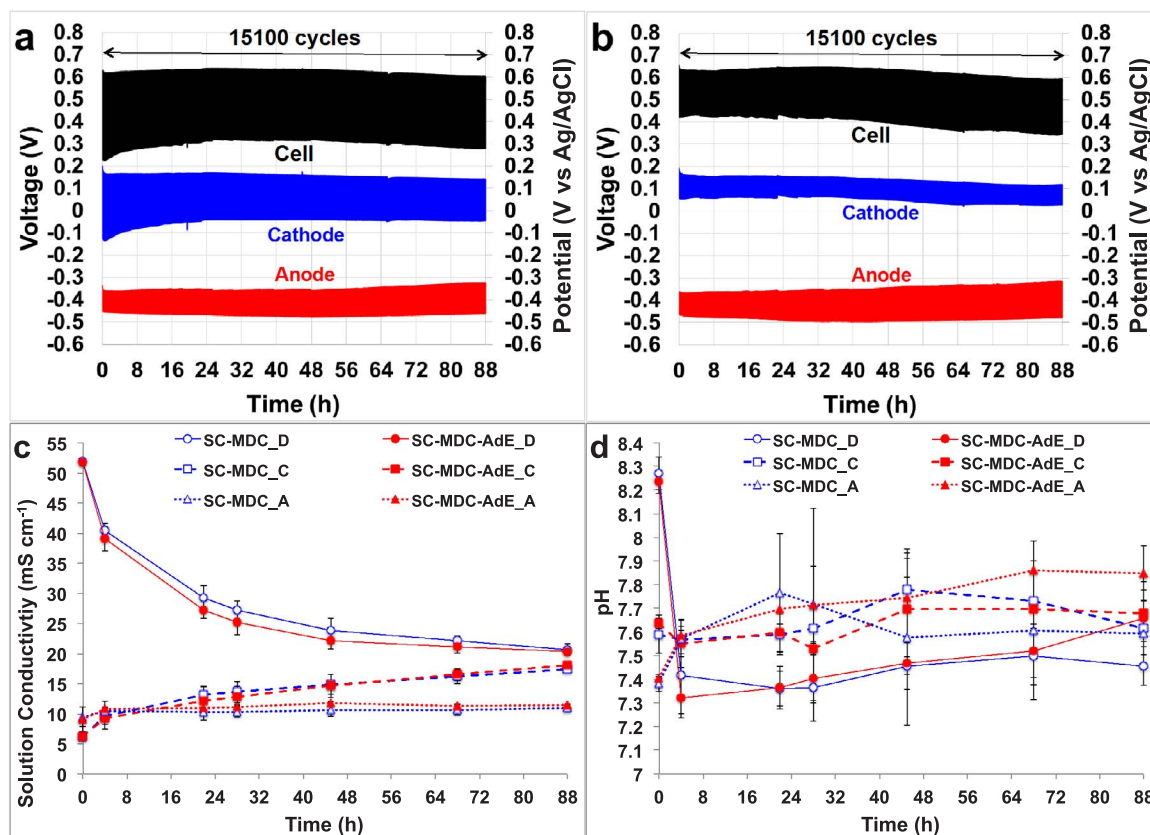 a
15100 cycles
0.8
0.7
0.6
0.5
0.4
0.3
0.2
0.1
0
-0.1
-0.2
-0.3
-0.4
-0.5
-0.6
Voltage (V)
Cell
Cathode
Anode
0.8
0.7
0.6
0.5
0.4
0.3
0.2
0.1
0
-0.1
-0.2
-0.3
-0.4
-0.5
-0.6
Potential (V vs Ag/AgCl)
0 8 16 24 32 40 48 56 64 72 80 88
Time (h)
b
15100 cycles
0.8
0.7
0.6
0.5
0.4
0.3
0.2
0.1
0
-0.1
-0.2
-0.3
-0.4
-0.5
-0.6
Voltage (V)
Cell
Cathode
Anode
0.8
0.7
0.6
0.5
0.4
0.3
0.2
0.1
0
-0.1
-0.2
-0.3
-0.4
-0.5
-0.6
Potential (V vs Ag/AgCl)
0 8 16 24 32 40 48 56 64 72 80 88
Time (h)
c
SC-MDC_D SC-MDC-AdE_D
SC-MDC_C SC-MDC-AdE_C
SC-MDC_A SC-MDC-AdE_A
55
50
45
40
35
30
25
20
15
10
5
0
Solution Conductivtiy (mS cm⁻¹)
0 8 16 24 32 40 48 56 64 72 80 88
Time (h)
d
SC-MDC_D SC-MDC-AdE_D
SC-MDC_C SC-MDC-AdE_C
SC-MDC_A SC-MDC-AdE_A
8.4
8.3
8.2
8.1
8
7.9
7.8
7.7
7.6
7.5
7.4
7.3
7.2
7.1
7
pH
0 8 16 24 32 40 48 56 64 72 80 88
Time (h)